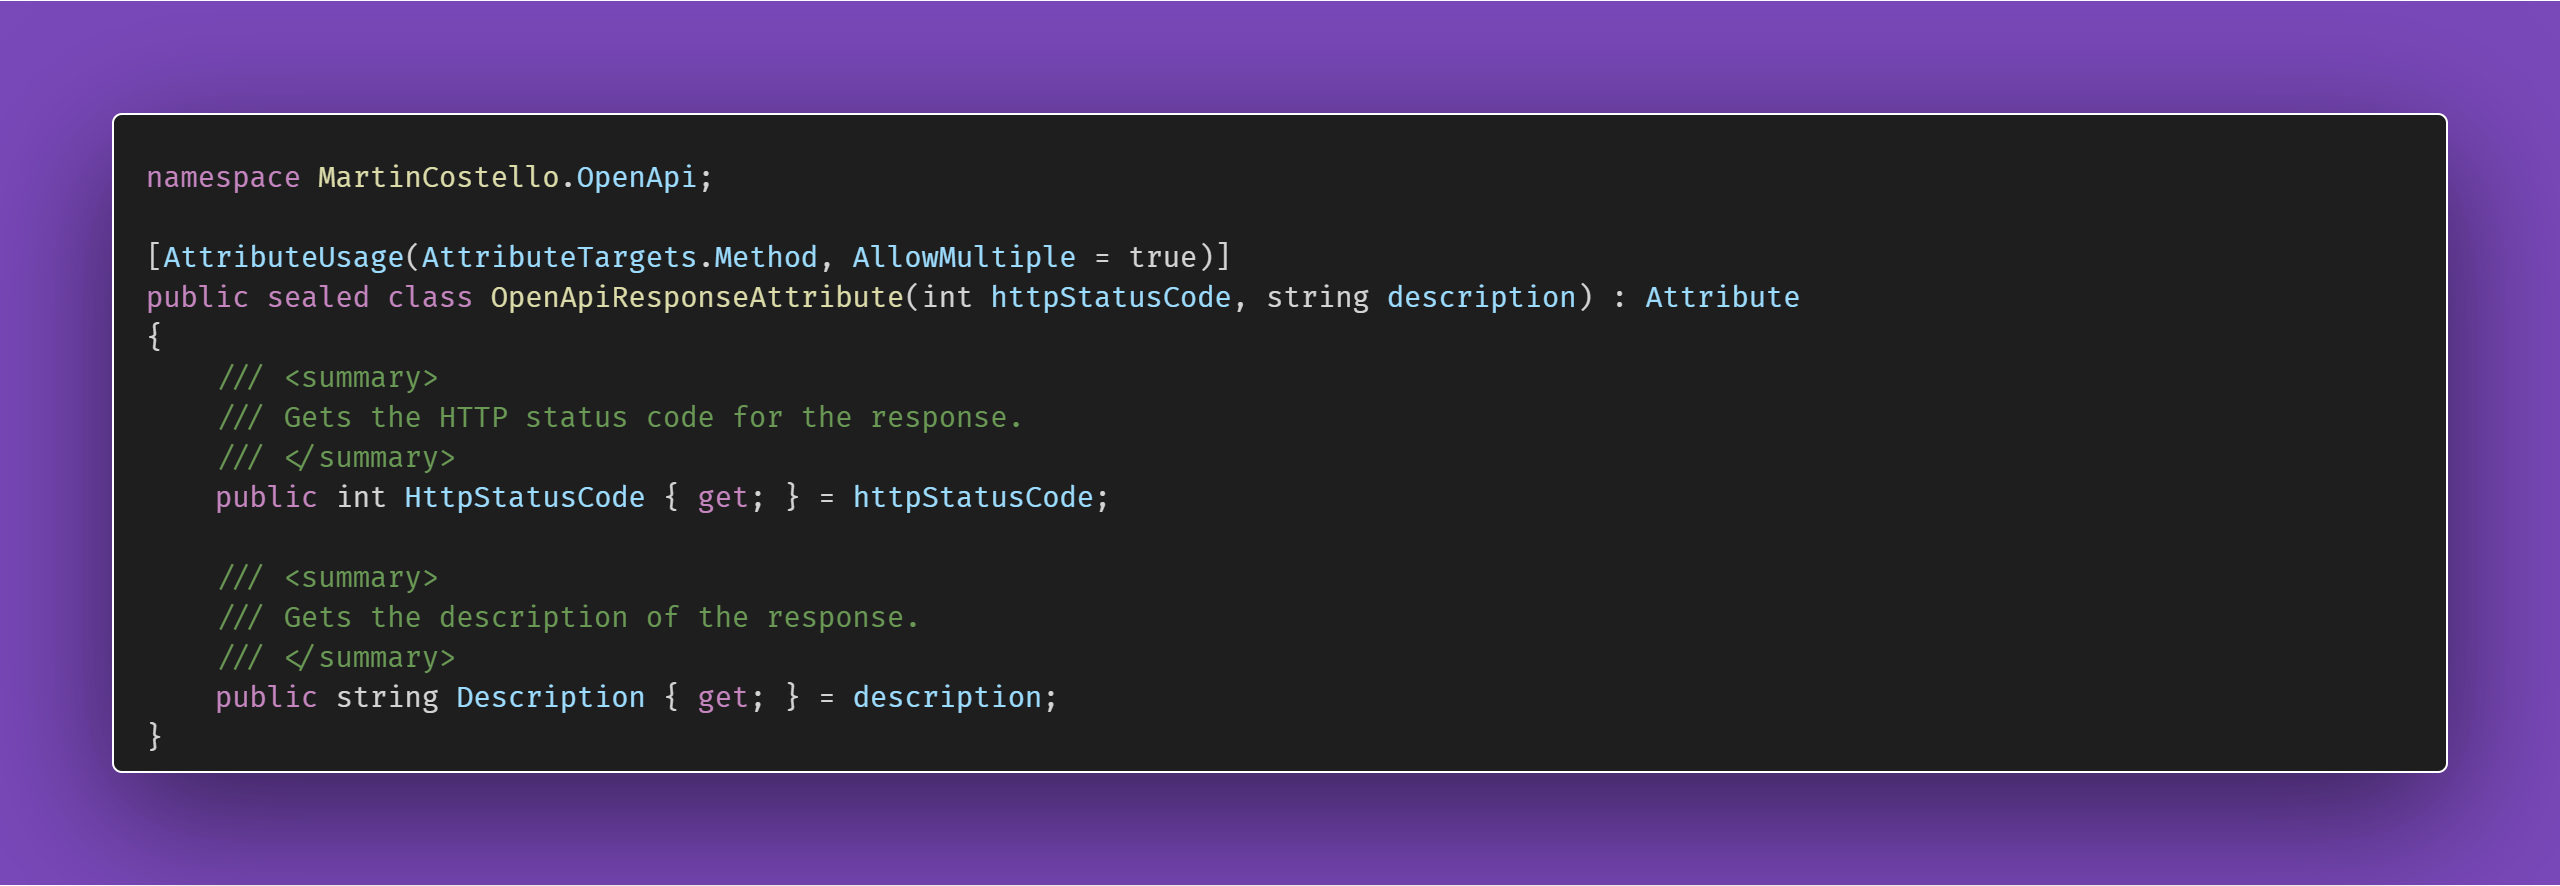 namespace MartinCostello.OpenApi;

[AttributeUsage(AttributeTargets.Method, AllowMultiple = true)]
public sealed class OpenApiResponseAttribute(int httpStatusCode, string description) : Attribute
{
    /// <summary>
    /// Gets the HTTP status code for the response.
    /// </summary>
    public int HttpStatusCode { get; } = httpStatusCode;

    /// <summary>
    /// Gets the description of the response.
    /// </summary>
    public string Description { get; } = description;
}